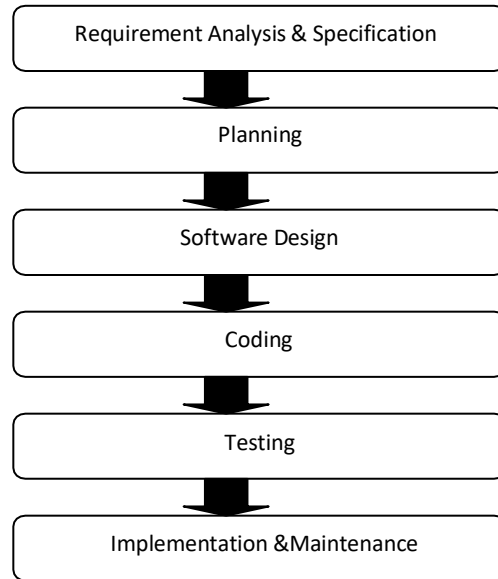 Requirement Analysis & Specification
Planning
Software Design
Coding
Testing
Implementation &Maintenance